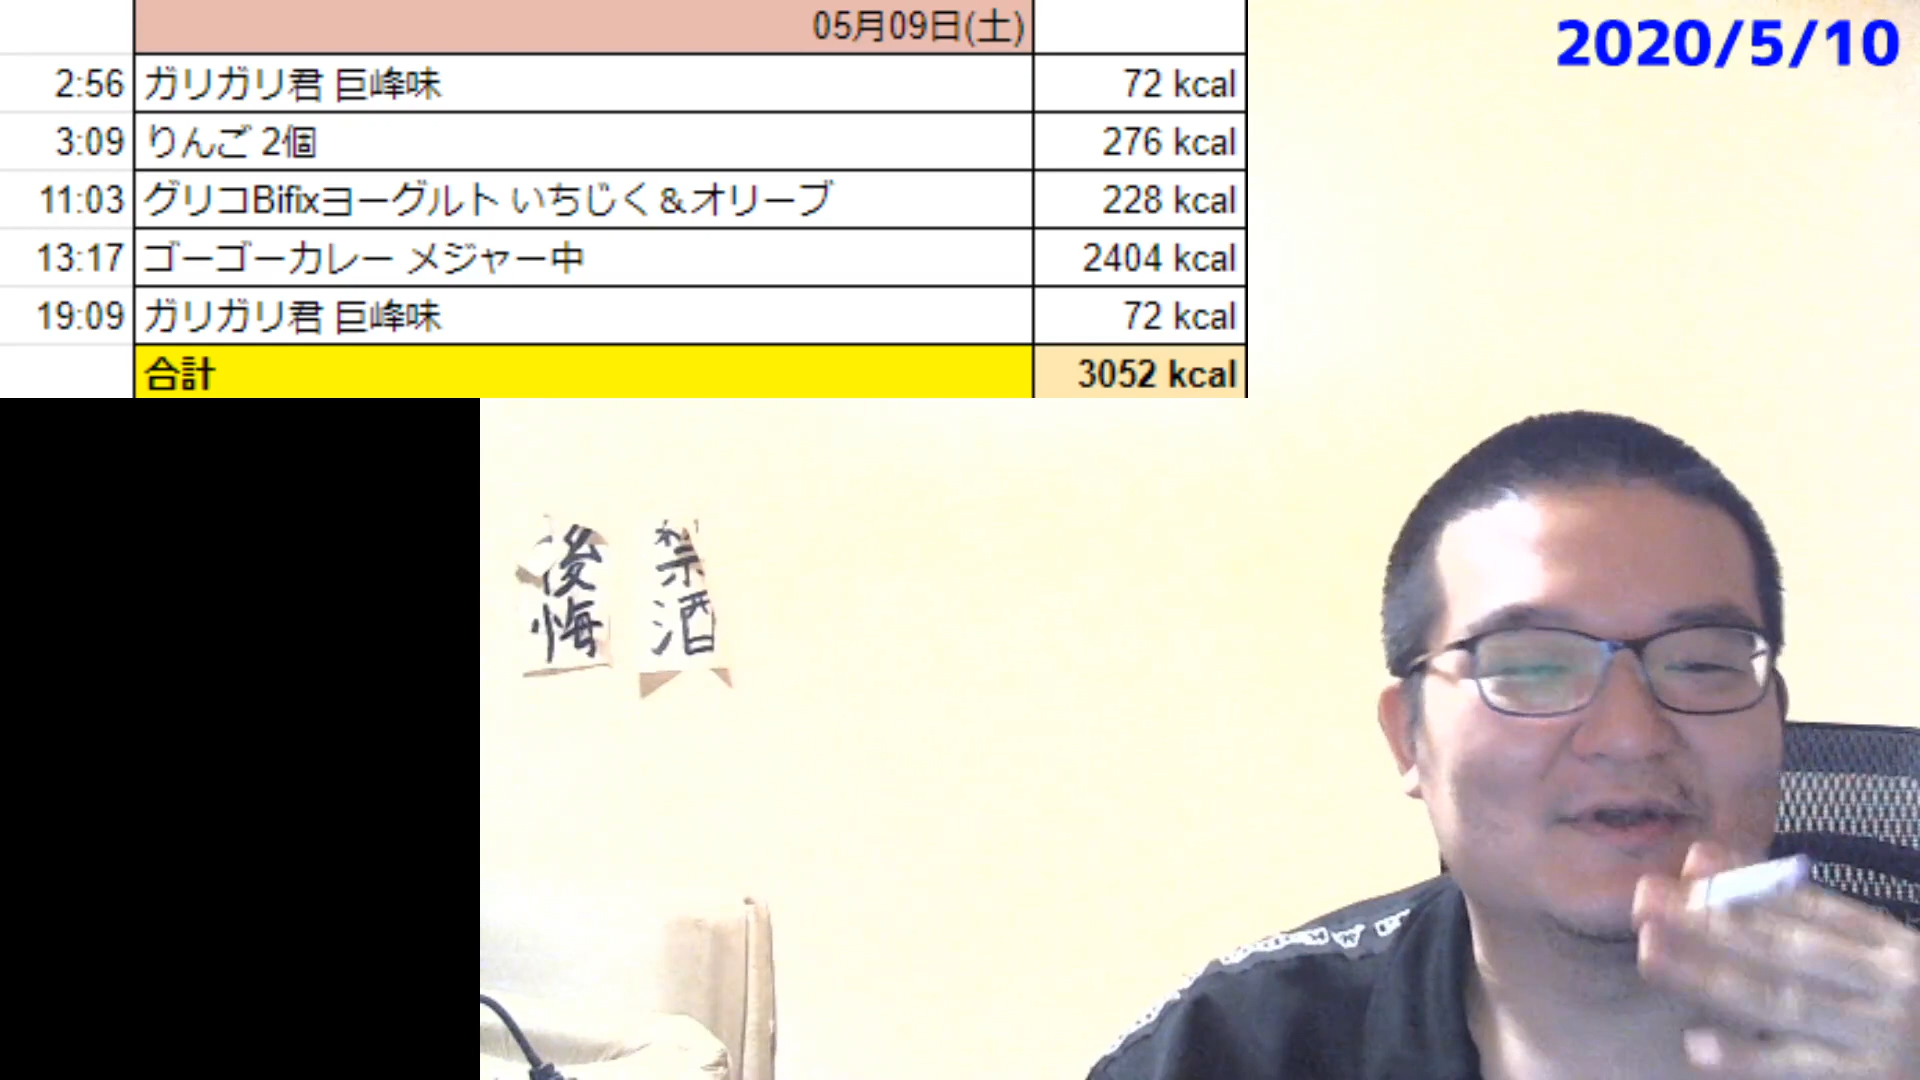 05月09日(土)
2020/5/10
2:56 ガリガリ君 巨峰味 72 kcal
3:09 りんご 2個 276 kcal
11:03 グリコBifixヨーグルト いちじく＆オリーブ 228 kcal
13:17 ゴーゴーカレー メジャー中 2404 kcal
19:09 ガリガリ君 巨峰味 72 kcal
合計 3052 kcal
禁酒
後悔